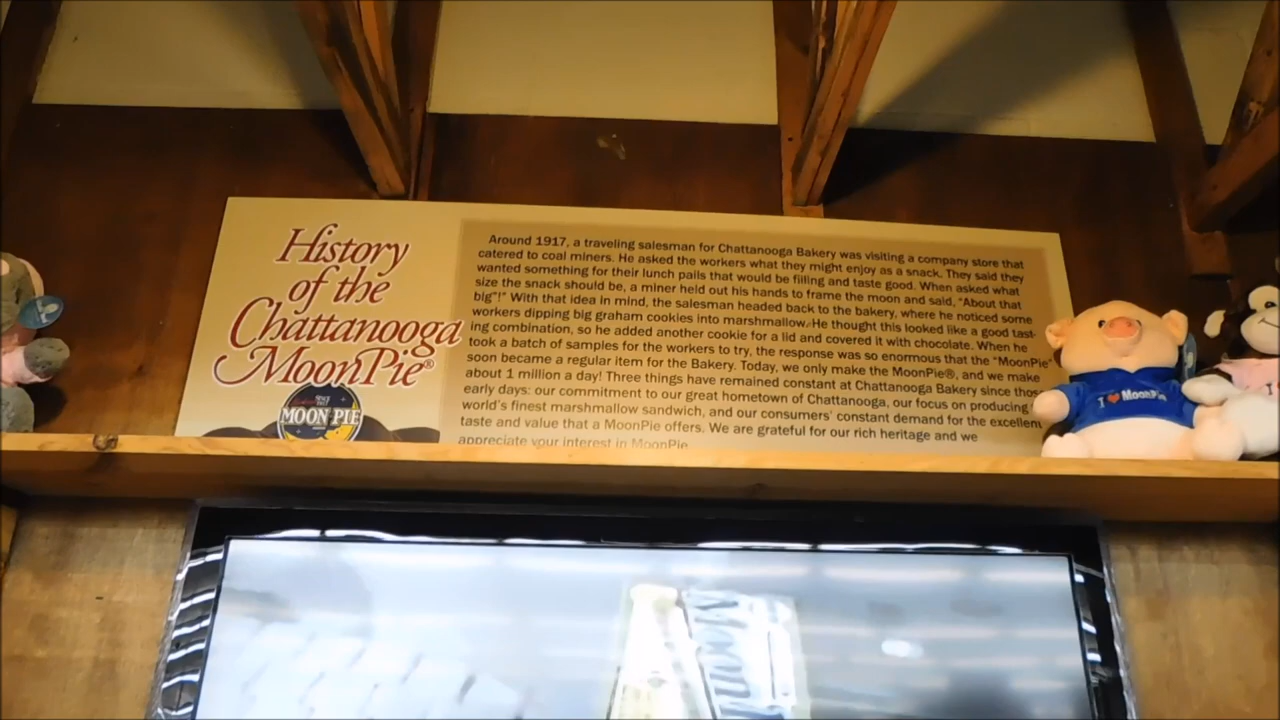 History
of the
Chattanooga
MoonPie®
SINCE
1917
MOON PIE
Around 1917, a traveling salesman for Chattanooga Bakery was visiting a company store that
catered to coal miners. He asked the workers what they might enjoy as a snack. They said they
wanted something for their lunch pails that would be filling and taste good. When asked what
size the snack should be, a miner held out his hands to frame the moon and said, "About that
big"!" With that idea in mind, the salesman headed back to the bakery, where he noticed some
workers dipping big graham cookies into marshmallow. He thought this looked like a good tast-
ing combination, so he added another cookie for a lid and covered it with chocolate. When he
took a batch of samples for the workers to try, the response was so enormous that the "MoonPie"
soon became a regular item for the Bakery. Today, we only make the MoonPie®, and we make
about 1 million a day! Three things have remained constant at Chattanooga Bakery since those
early days: our commitment to our great hometown of Chattanooga, our focus on producing
world's finest marshmallow sandwich, and our consumers' constant demand for the excellent
taste and value that a MoonPie offers. We are grateful for our rich heritage and we
appreciate your interest in MoonPie.
I ❤ MoonPie
Moon